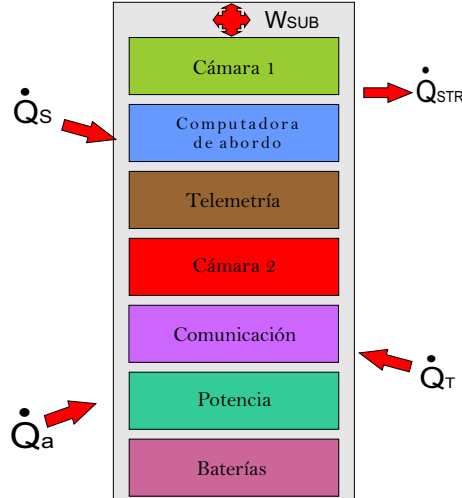 WSUB
Cámara 1
Q̇STR
Q̇S
Computadora
de abordo
Telemetría
Cámara 2
Comunicación
Q̇T
Potencia
Q̇a
Baterías